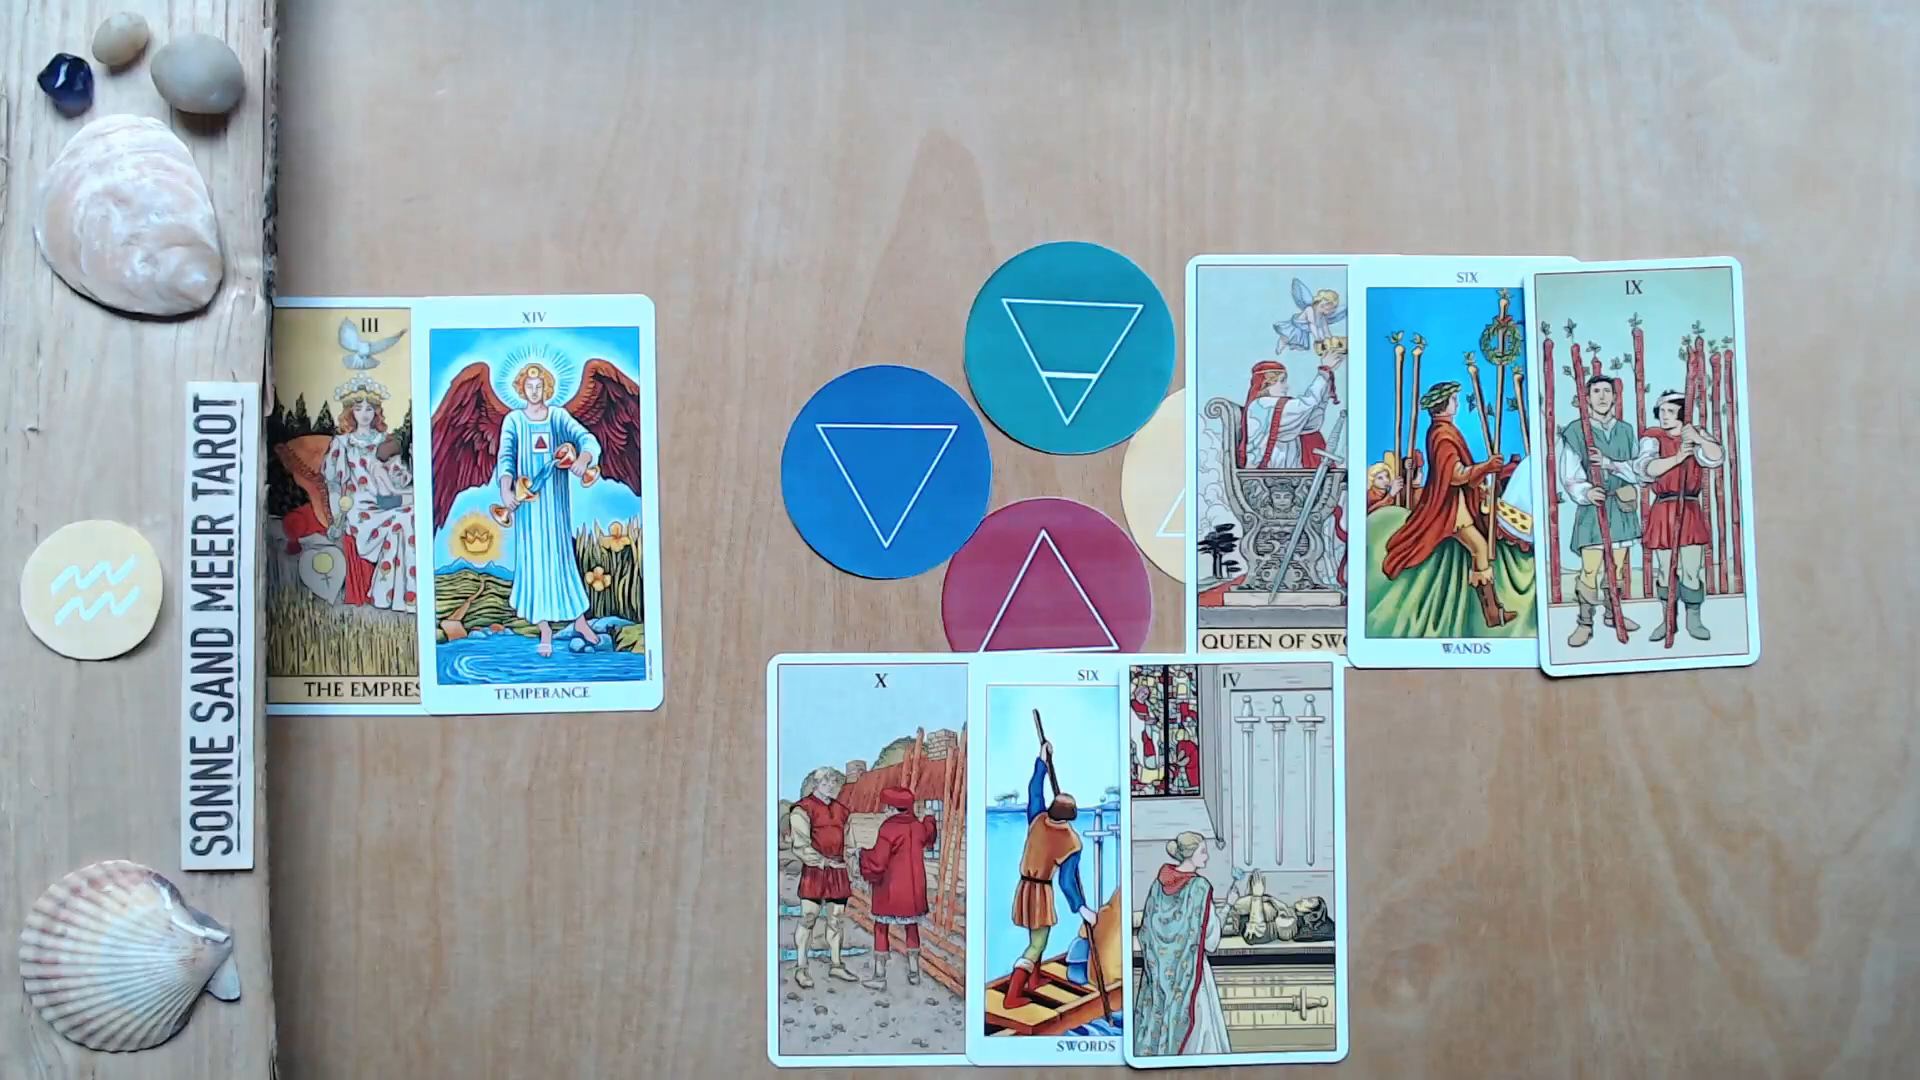 SONNE SAND MEER TAROT
III
THE EMPRES
XIV
TEMPERANCE
QUEEN OF SWO
SIX
WANDS
IX
X
SIX
SWORDS
IV